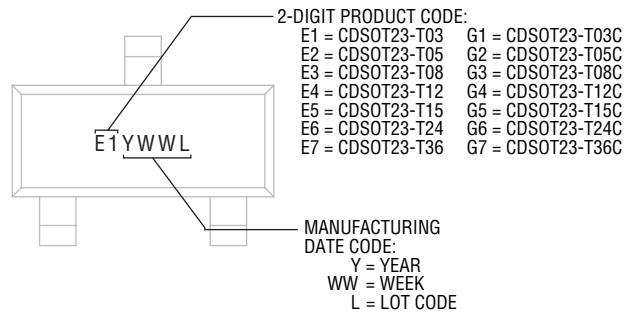 2-DIGIT PRODUCT CODE:
E1 = CDSOT23-T03 G1 = CDSOT23-T03C
E2 = CDSOT23-T05 G2 = CDSOT23-T05C
E3 = CDSOT23-T08 G3 = CDSOT23-T08C
E4 = CDSOT23-T12 G4 = CDSOT23-T12C
E5 = CDSOT23-T15 G5 = CDSOT23-T15C
E6 = CDSOT23-T24 G6 = CDSOT23-T24C
E7 = CDSOT23-T36 G7 = CDSOT23-T36C
E1YWWL
MANUFACTURING
DATE CODE:
Y = YEAR
WW = WEEK
L = LOT CODE